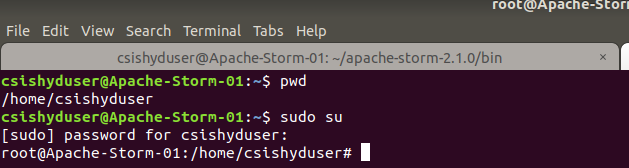 root@Apache-Stor
File Edit View Search Terminal Tabs Help
csishyduser@Apache-Storm-01: ~/apache-storm-2.1.0/bin ×
csishyduser@Apache-Storm-01:~$ pwd
/home/csishyduser
csishyduser@Apache-Storm-01:~$ sudo su
[sudo] password for csishyduser:
root@Apache-Storm-01:/home/csishyduser#